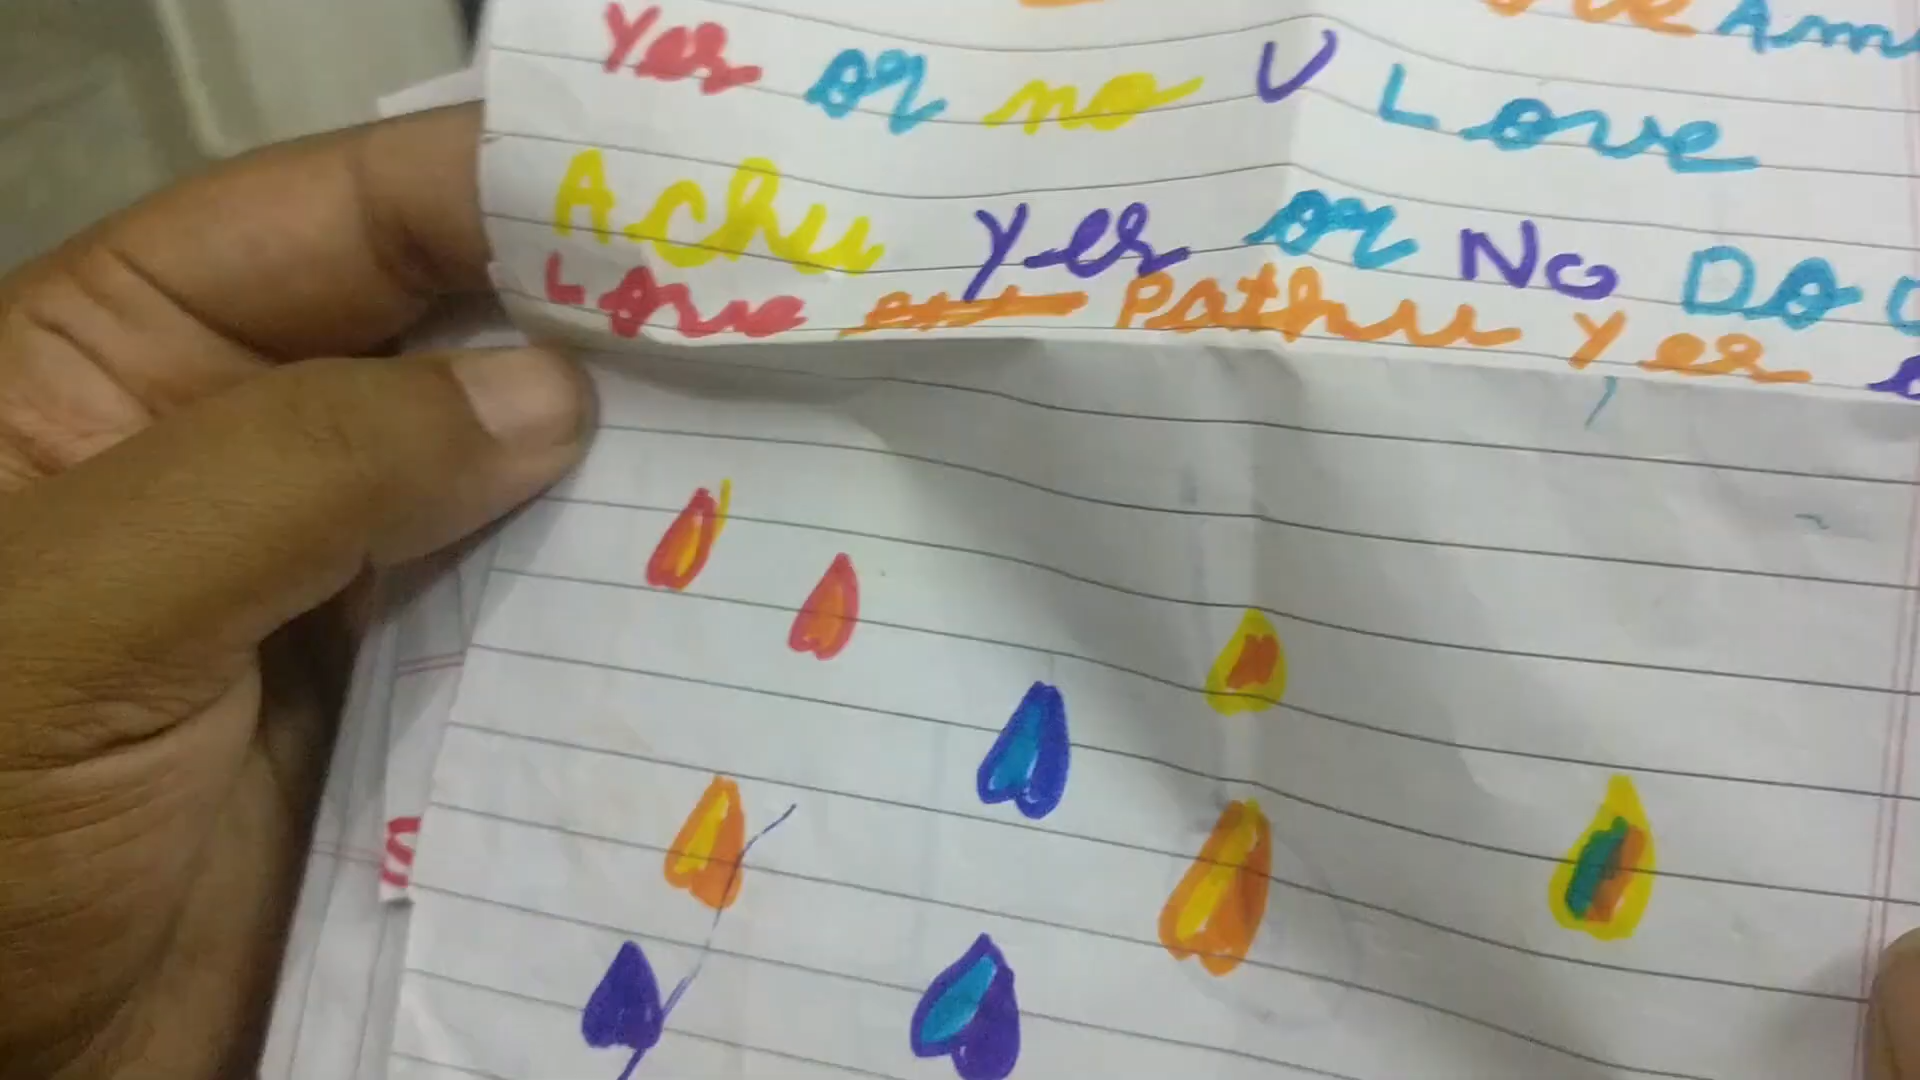 Yes or no U Love
Achu Yes or No Do
Love Pathu Yes